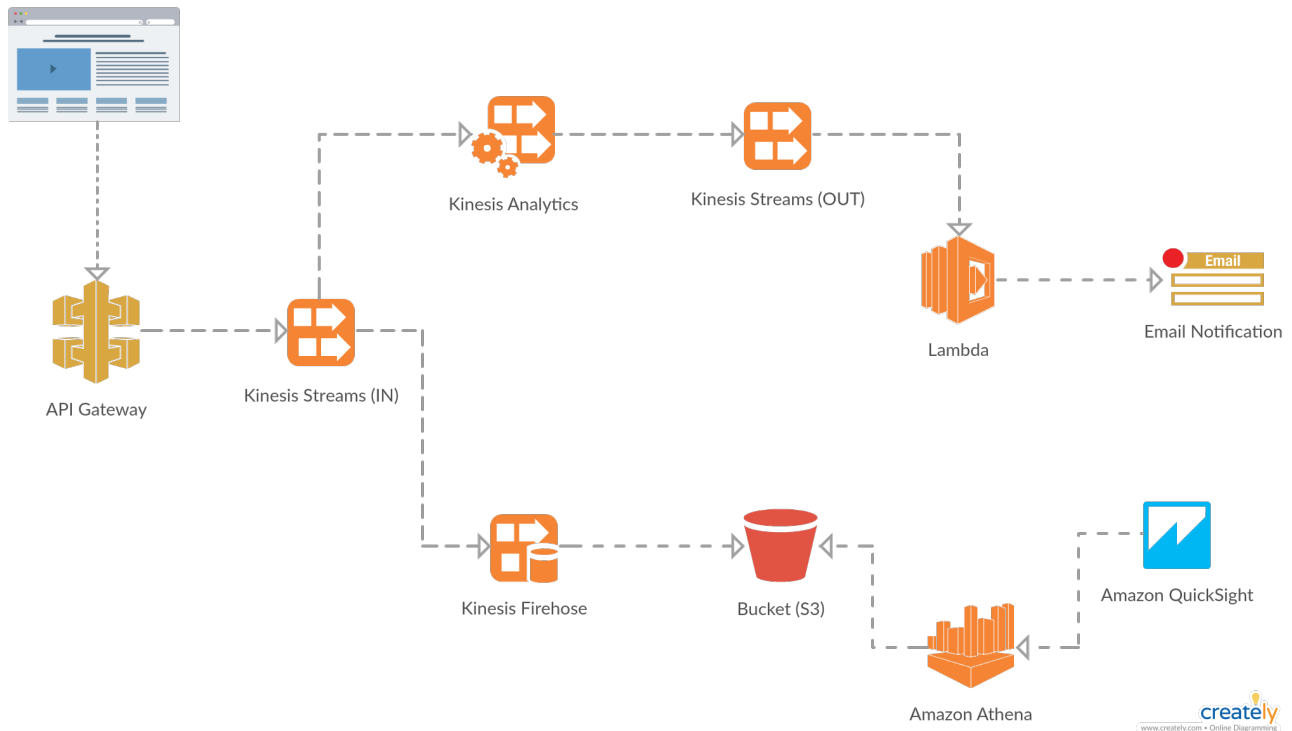 Kinesis Analytics
Kinesis Streams (OUT)
Email
Email Notification
Lambda
API Gateway
Kinesis Streams (IN)
Kinesis Firehose
Bucket (S3)
Amazon QuickSight
Amazon Athena
creately
www.creately.com • Online Diagramming